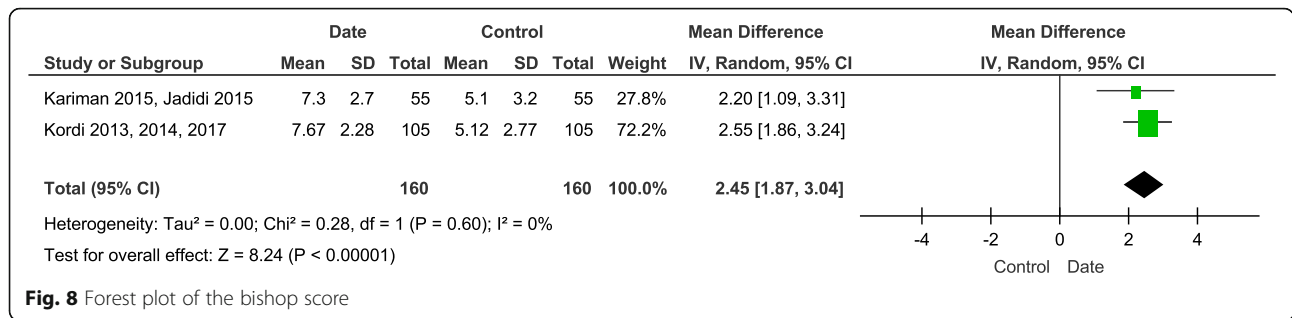 Date Control Mean Difference Mean Difference
Study or Subgroup Mean SD Total Mean SD Total Weight IV, Random, 95% CI IV, Random, 95% CI
Kariman 2015, Jadidi 2015 7.3 2.7 55 5.1 3.2 55 27.8% 2.20 [1.09, 3.31]
Kordi 2013, 2014, 2017 7.67 2.28 105 5.12 2.77 105 72.2% 2.55 [1.86, 3.24]
Total (95% CI) 160 160 100.0% 2.45 [1.87, 3.04]
Heterogeneity: Tau² = 0.00; Chi² = 0.28, df = 1 (P = 0.60); I² = 0%
Test for overall effect: Z = 8.24 (P < 0.00001)
-4 -2 0 2 4
Control Date
Fig. 8 Forest plot of the bishop score